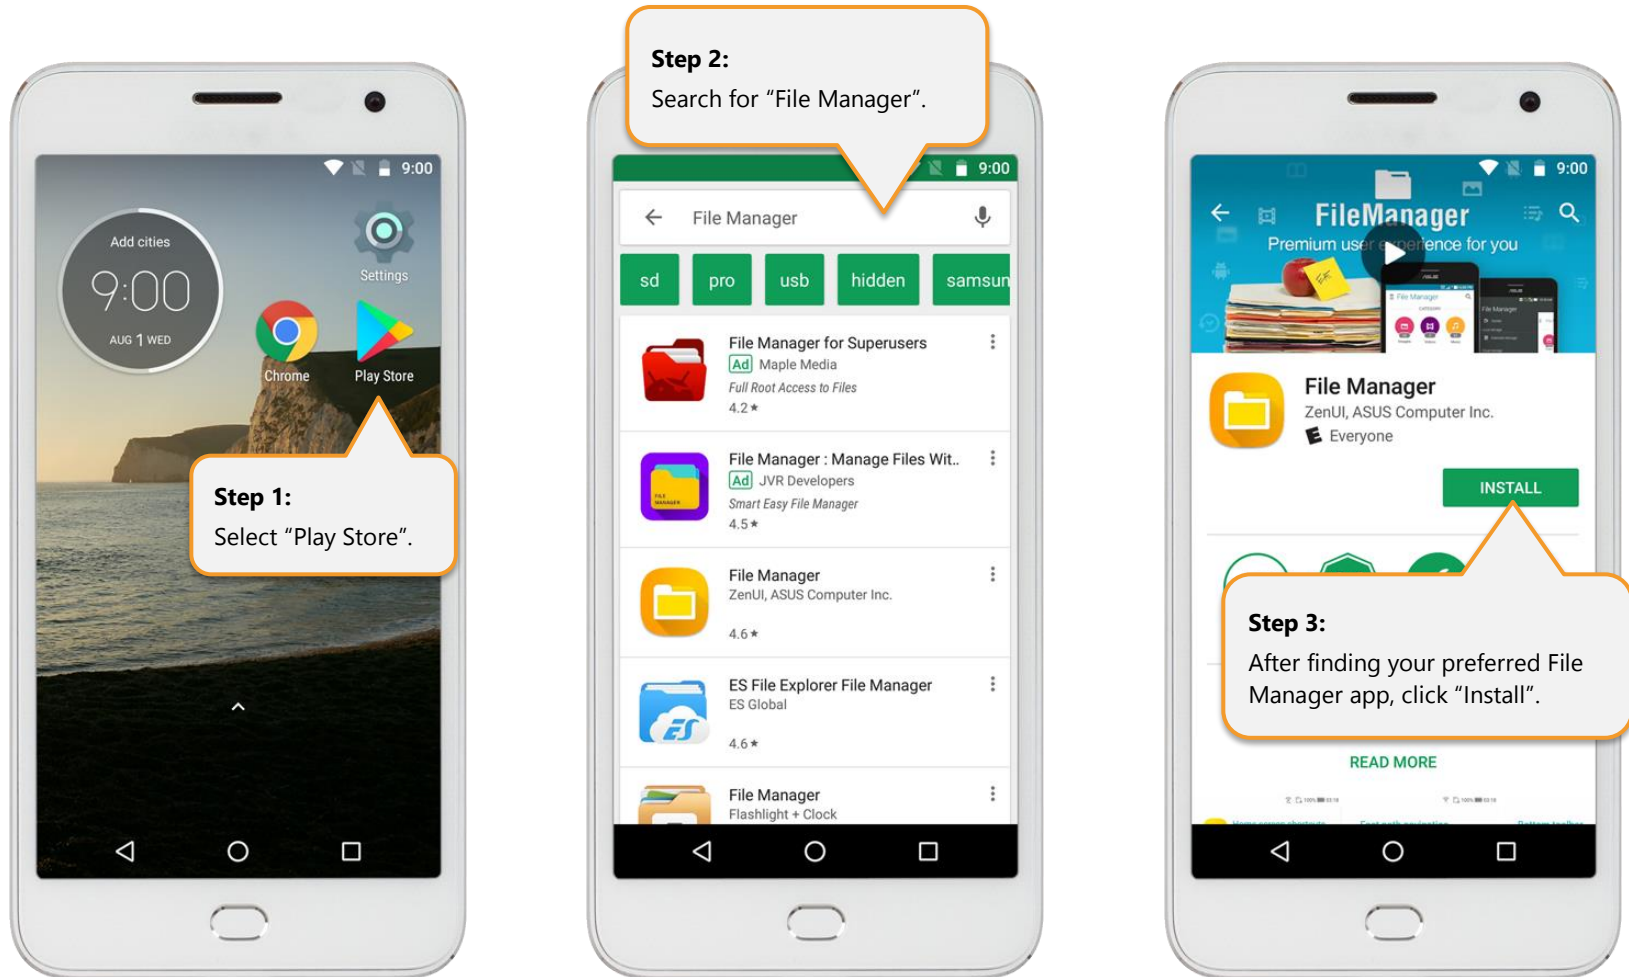 9:00
Add cities
9:00
AUG 1 WED
Settings
Chrome
Play Store
Step 1:
Select “Play Store”.
Step 2:
Search for “File Manager”.
9:00
File Manager
sd
pro
usb
hidden
samsun
File Manager for Superusers
Ad Maple Media
Full Root Access to Files
4.2★
File Manager : Manage Files Wit..
Ad JVR Developers
Smart Easy File Manager
4.5★
FILE
MANAGER
File Manager
ZenUI, ASUS Computer Inc.
4.6★
ES File Explorer File Manager
ES Global
4.6★
ES
File Manager
Flashlight + Clock
9:00
FileManager
Premium user experience for you
File Manager
File Manager
ZenUI, ASUS Computer Inc.
E Everyone
INSTALL
Step 3:
After finding your preferred File
Manager app, click “Install”.
READ MORE